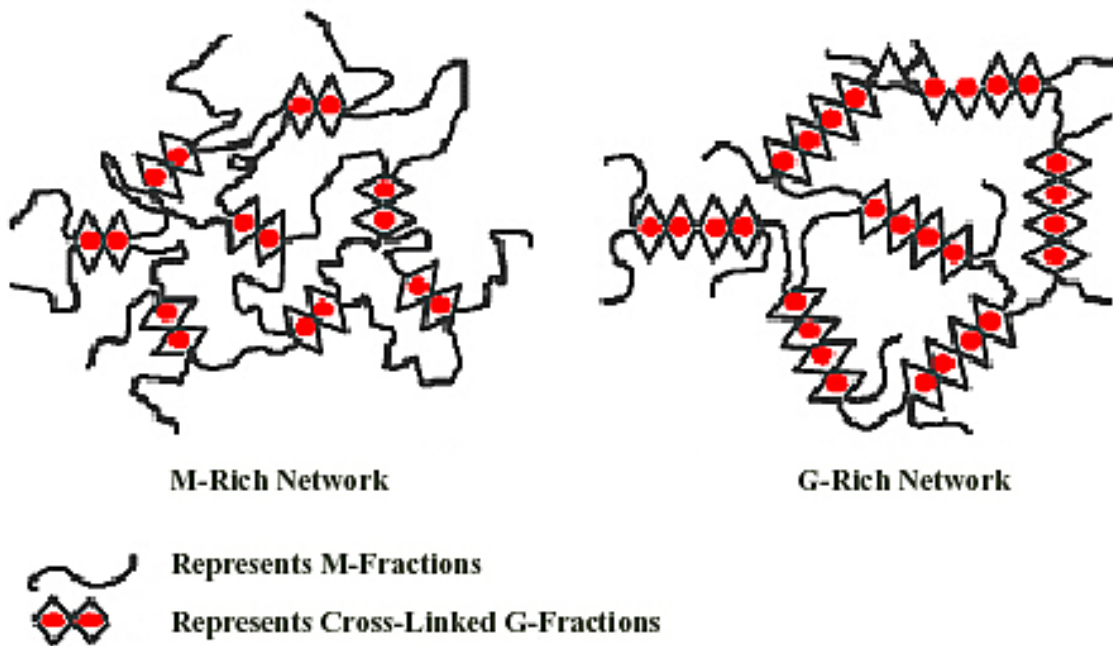 M-Rich Network
G-Rich Network
Represents M-Fractions
Represents Cross-Linked G-Fractions